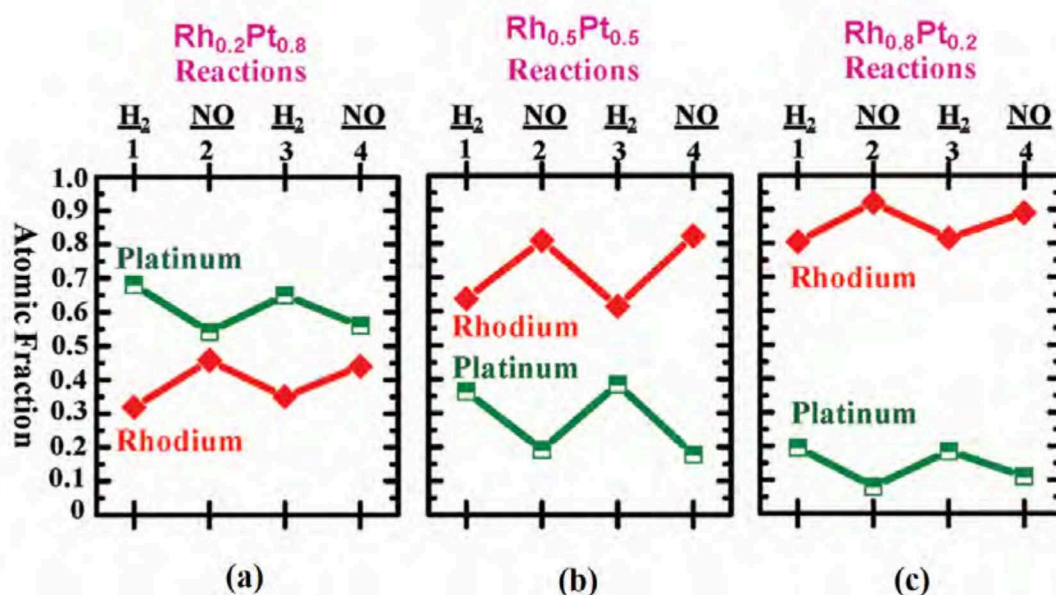 Rh0.2Pt0.8
Reactions
H2 NO H2 NO
1 2 3 4
Rh0.5Pt0.5
Reactions
H2 NO H2 NO
1 2 3 4
Rh0.8Pt0.2
Reactions
H2 NO H2 NO
1 2 3 4
Atomic Fraction
1.0
0.9
0.8
0.7
0.6
0.5
0.4
0.3
0.2
0.1
0
Platinum
Rhodium
(a)
Rhodium
Platinum
(b)
Rhodium
Platinum
(c)